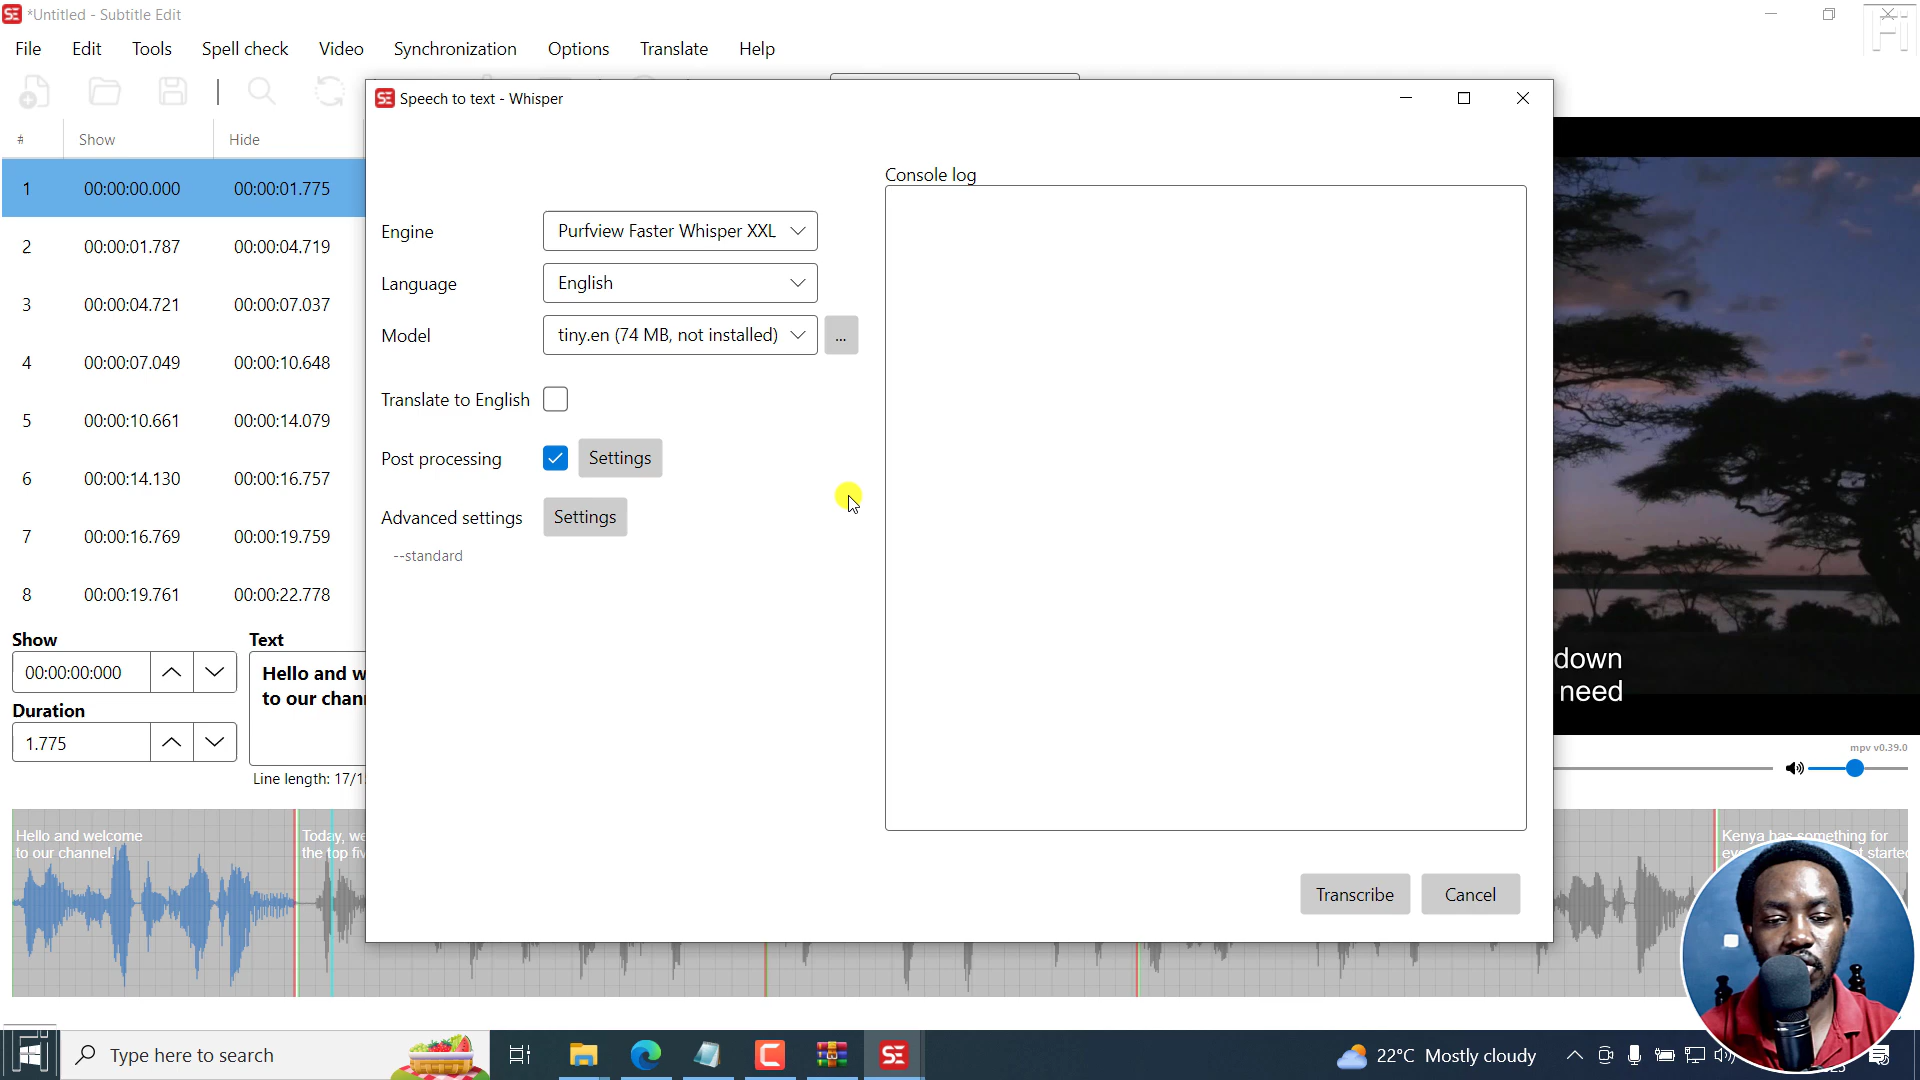 *Untitled - Subtitle Edit
File Edit Tools Spell check Video Synchronization Options Translate Help
Speech to text - Whisper
# Show Hide
1 00:00:00.000 00:00:01.775
2 00:00:01.787 00:00:04.719
3 00:00:04.721 00:00:07.037
4 00:00:07.049 00:00:10.648
5 00:00:10.661 00:00:14.079
6 00:00:14.130 00:00:16.757
7 00:00:16.769 00:00:19.759
8 00:00:19.761 00:00:22.778
Console log
Engine Purfview Faster Whisper XXL
Language English
Model tiny.en (74 MB, not installed) ...
Translate to English
Post processing Settings
Advanced settings Settings
--standard
Transcribe Cancel
down
need
mpv v0.39.0
Show
00:00:00:000
Duration
1.775
Text
Hello and w
to our chan
Line length: 17/1
Hello and welcome
to our channel.
Today, we
the top fiv
Kenya has something for
Type here to search
22°C Mostly cloudy